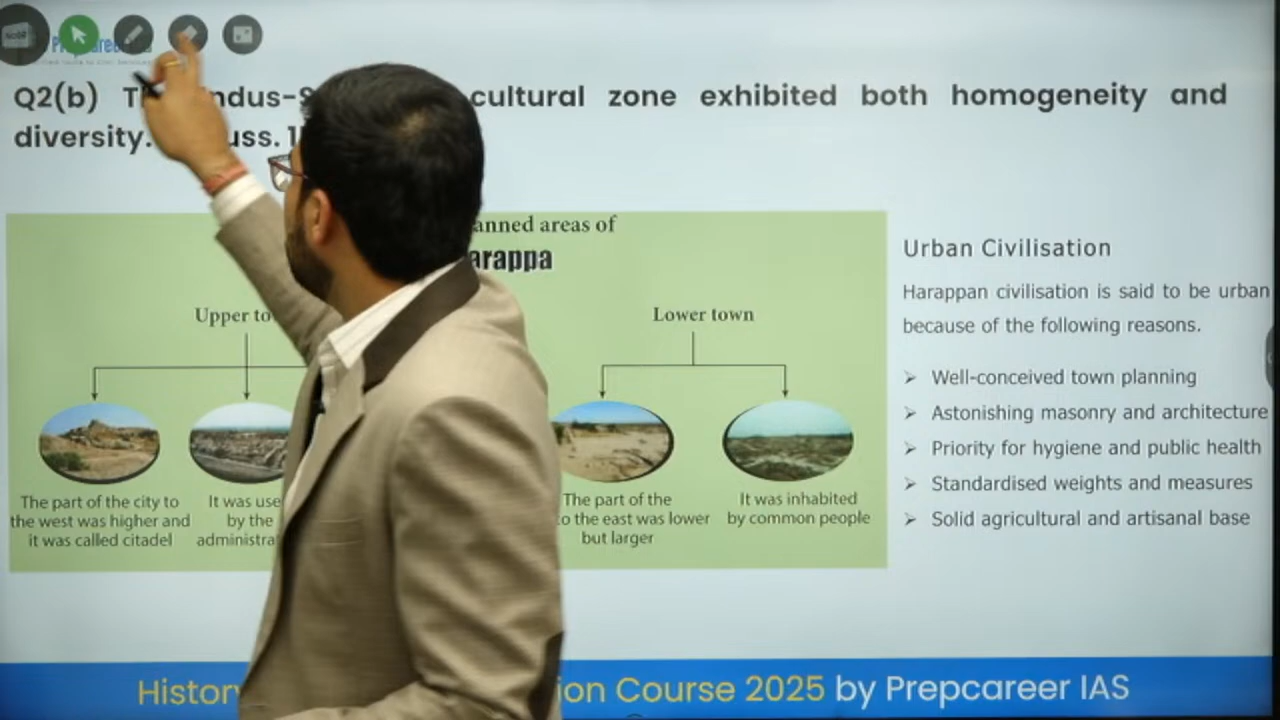 Q2(b) cultural zone exhibited both homogeneity and
diversity.
anned areas of
arappa
Upper to
Lower town
The part of the city to
the west was higher and
it was called citadel
It was use
by the
administra
The part of the
o the east was lower
but larger
It was inhabited
by common people
Urban Civilisation
Harappan civilisation is said to be urban
because of the following reasons.
➢ Well-conceived town planning
➢ Astonishing masonry and architecture
➢ Priority for hygiene and public health
➢ Standardised weights and measures
➢ Solid agricultural and artisanal base
History ion Course 2025 by Prepcareer IAS